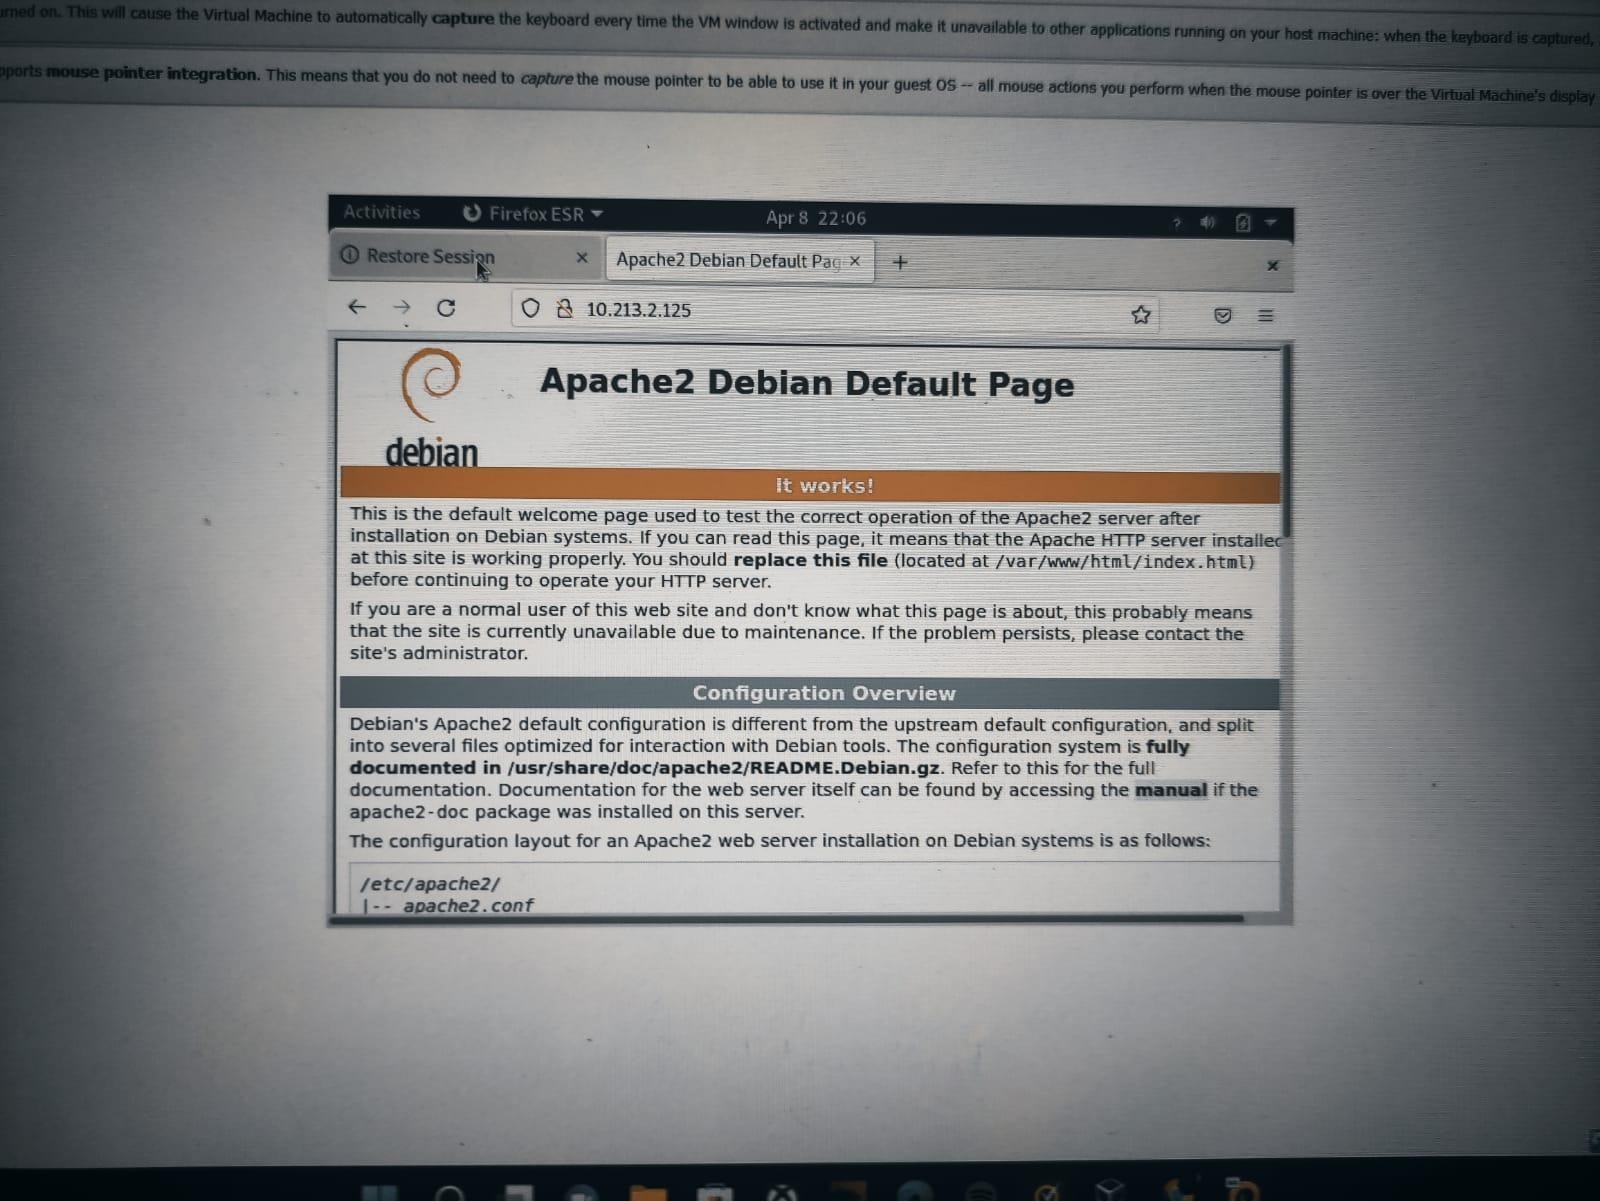 urned on. This will cause the Virtual Machine to automatically capture the keyboard every time the VM window is activated and make it unavailable to other applications running on your host machine: when the keyboard is captured,
pports mouse pointer integration. This means that you do not need to capture the mouse pointer to be able to use it in your guest OS -- all mouse actions you perform when the mouse pointer is over the Virtual Machine's display
Activities Firefox ESR Apr 8 22:06
Restore Session × Apache2 Debian Default Pag × +
10.213.2.125
debian
Apache2 Debian Default Page
It works!
This is the default welcome page used to test the correct operation of the Apache2 server after
installation on Debian systems. If you can read this page, it means that the Apache HTTP server installed
at this site is working properly. You should replace this file (located at /var/www/html/index.html)
before continuing to operate your HTTP server.
If you are a normal user of this web site and don't know what this page is about, this probably means
that the site is currently unavailable due to maintenance. If the problem persists, please contact the
site's administrator.
Configuration Overview
Debian's Apache2 default configuration is different from the upstream default configuration, and split
into several files optimized for interaction with Debian tools. The configuration system is fully
documented in /usr/share/doc/apache2/README.Debian.gz. Refer to this for the full
documentation. Documentation for the web server itself can be found by accessing the manual if the
apache2-doc package was installed on this server.
The configuration layout for an Apache2 web server installation on Debian systems is as follows:
/etc/apache2/
|-- apache2.conf